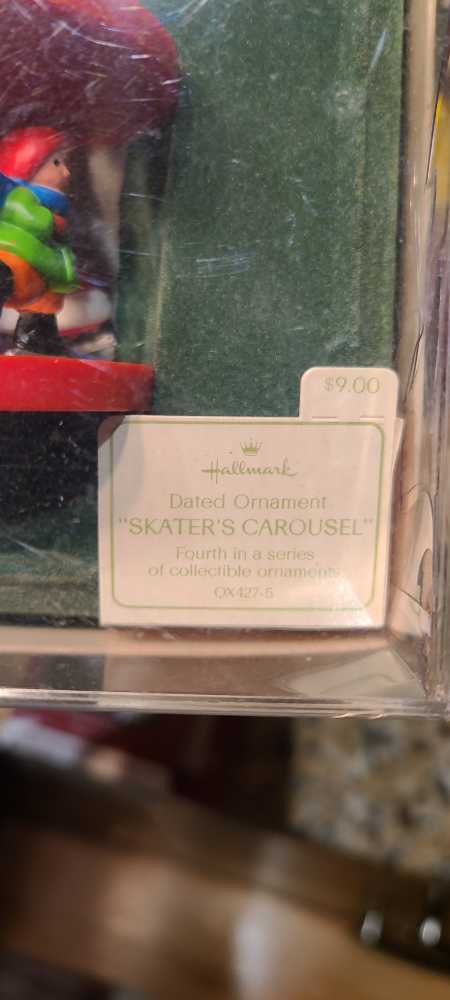 $9.00
Hallmark
Dated Ornament
"SKATER'S CAROUSEL"
Fourth in a series
of collectible ornaments
QX427-5